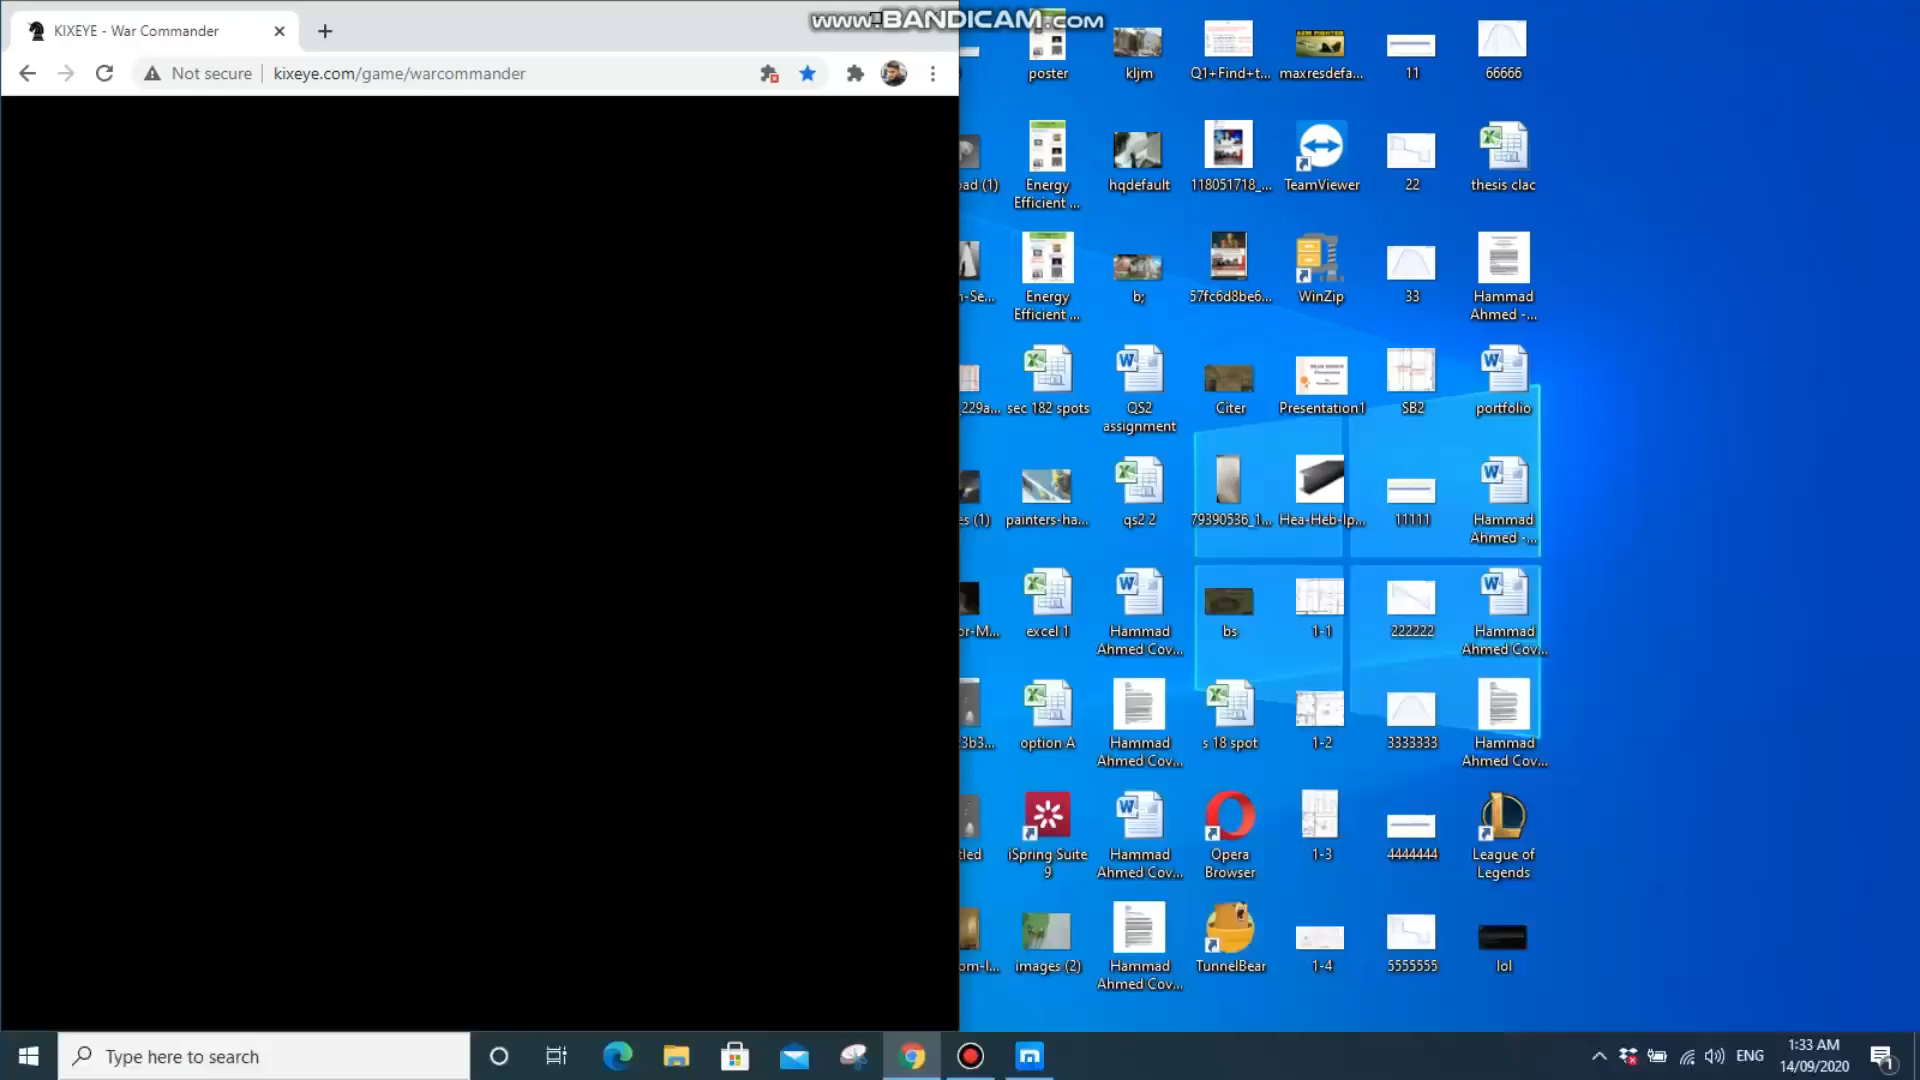 KIXEYE - War Commander
www.BANDICAM.com
Not secure
kixeye.com/game/warcommander
poster
kljm
Q1+Find+t...
maxresdefa...
11
66666
oad (1)
Energy
Efficient ...
hqdefault
118051718_...
TeamViewer
22
thesis clac
n-Se...
Energy
Efficient ...
b;
57fc6d8be6...
WinZip
33
Hammad
Ahmed -...
_229a...
sec 182 spots
QS2
assignment
Citer
Presentation1
SB2
portfolio
es (1)
painters-ha...
qs2 2
79390536_1...
Hea-Heb-Ip...
11111
Hammad
Ahmed -...
or-M...
excel 1
Hammad
Ahmed Cov...
bs
1-1
222222
Hammad
Ahmed Cov...
3b3...
option A
Hammad
Ahmed Cov...
s 18 spot
1-2
3333333
Hammad
Ahmed Cov...
tled
iSpring Suite
9
Hammad
Ahmed Cov...
Opera
Browser
1-3
4444444
League of
Legends
om-I...
images (2)
Hammad
Ahmed Cov...
TunnelBear
1-4
5555555
lol
Type here to search
ENG
1:33 AM
14/09/2020
1